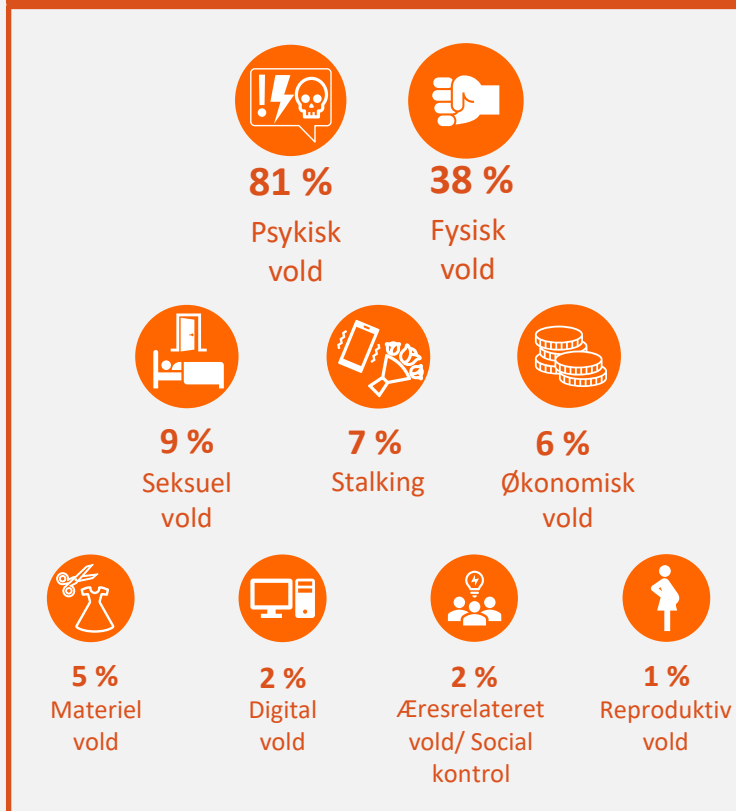 81 %
Psykisk
vold
38 %
Fysisk
vold
9 %
Seksuel
vold
7 %
Stalking
6 %
Økonomisk
vold
5 %
Materiel
vold
2 %
Digital
vold
2 %
Æresrelateret
vold/ Social
kontrol
1 %
Reproduktiv
vold